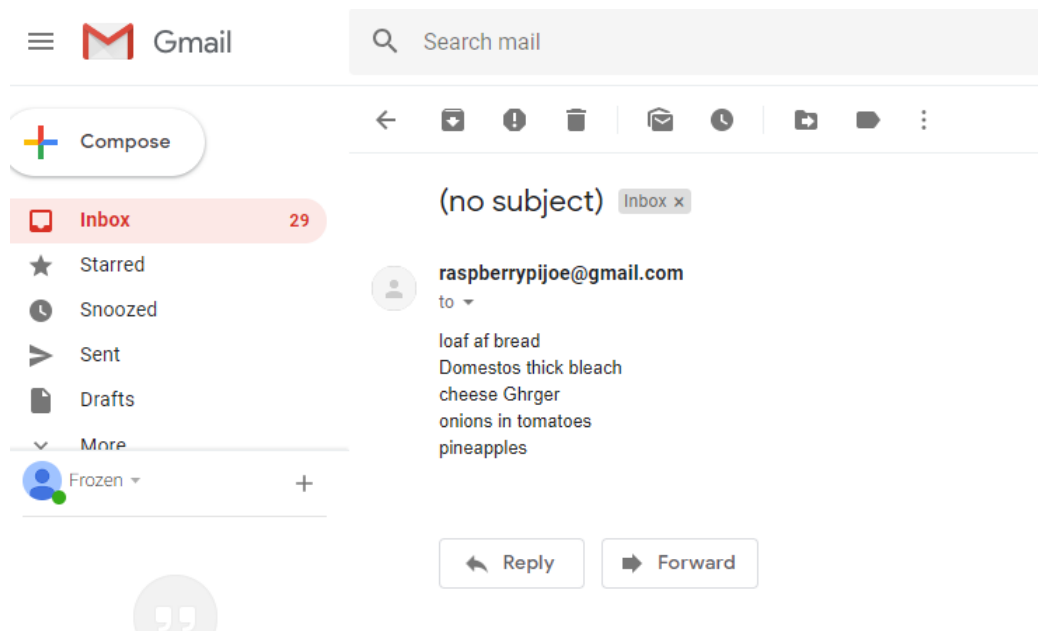 Gmail
Search mail
Compose
(no subject) Inbox x
Inbox 29
raspberrypijoe@gmail.com
Starred
to
Snoozed
loaf af bread
Sent
Domestos thick bleach
cheese Ghrger
Drafts
onions in tomatoes
More
pineapples
Frozen
Reply Forward